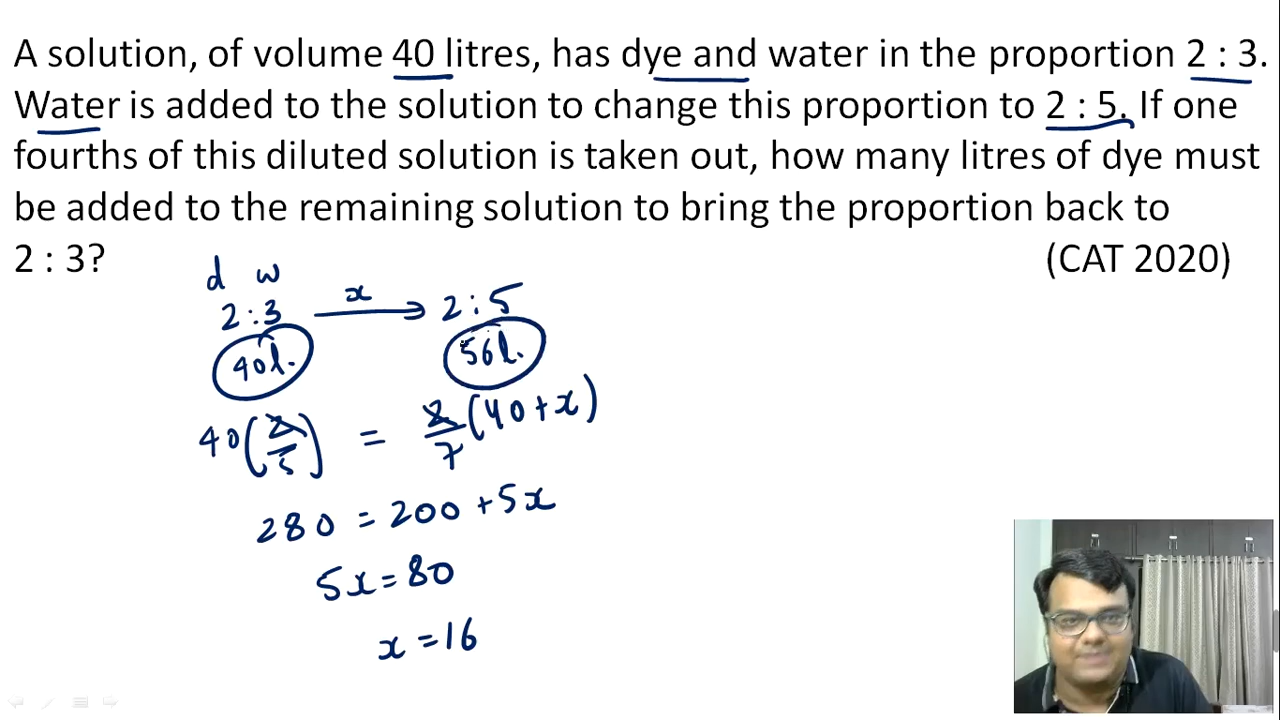 A solution, of volume 40 litres, has dye and water in the proportion 2 : 3.
Water is added to the solution to change this proportion to 2 : 5. If one
fourths of this diluted solution is taken out, how many litres of dye must
be added to the remaining solution to bring the proportion back to
2 : 3? (CAT 2020)
d w
2:3 x 2:5
40l. 56l.
40(2/5) = 2/7(40+x)
280 = 200 + 5x
5x = 80
x = 16